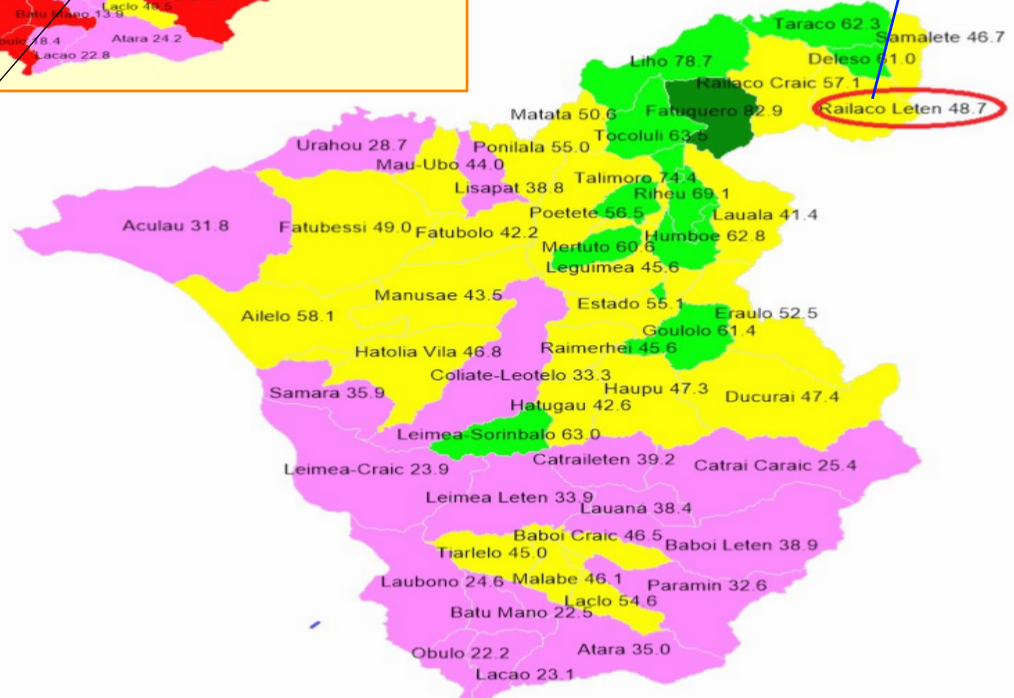 Laclo 49.5
Batu Mano 13.9
Atara 24.2
18.4
Lacao 22.8
Taraco 62.3
Samalete 46.7
Deleso 61.0
Liho 78.7
Railaco Craic 57.1
Railaco Leten 48.7
Fatuquero 82.9
Matata 50.6
Tocoluli 63.5
Urahou 28.7
Ponilala 55.0
Mau-Ubo 44.0
Lisapat 38.8
Talimoro 74.4
Riheu 69.1
Poetete 56.5
Lauala 41.4
Aculau 31.8
Fatubessi 49.0
Fatubolo 42.2
Humboe 62.8
Mertuto 60.6
Leguimea 45.6
Manusae 43.5
Estado 55.1
Ailelo 58.1
Eraulo 52.5
Goulolo 61.4
Hatolia Vila 46.8
Raimerhei 45.6
Coliate-Leotelo 33.3
Samara 35.9
Haupu 47.3
Ducurai 47.4
Hatugau 42.6
Leimea-Sorinbalo 63.0
Leimea-Craic 23.9
Catraileten 39.2
Catrai Caraic 25.4
Leimea Leten 33.9
Lauana 38.4
Baboi Craic 46.5
Baboi Leten 38.9
Tiarlelo 45.0
Laubono 24.6
Malabe 46.1
Paramin 32.6
Laclo 54.6
Batu Mano 22.5
Obulo 22.2
Atara 35.0
Lacao 23.1